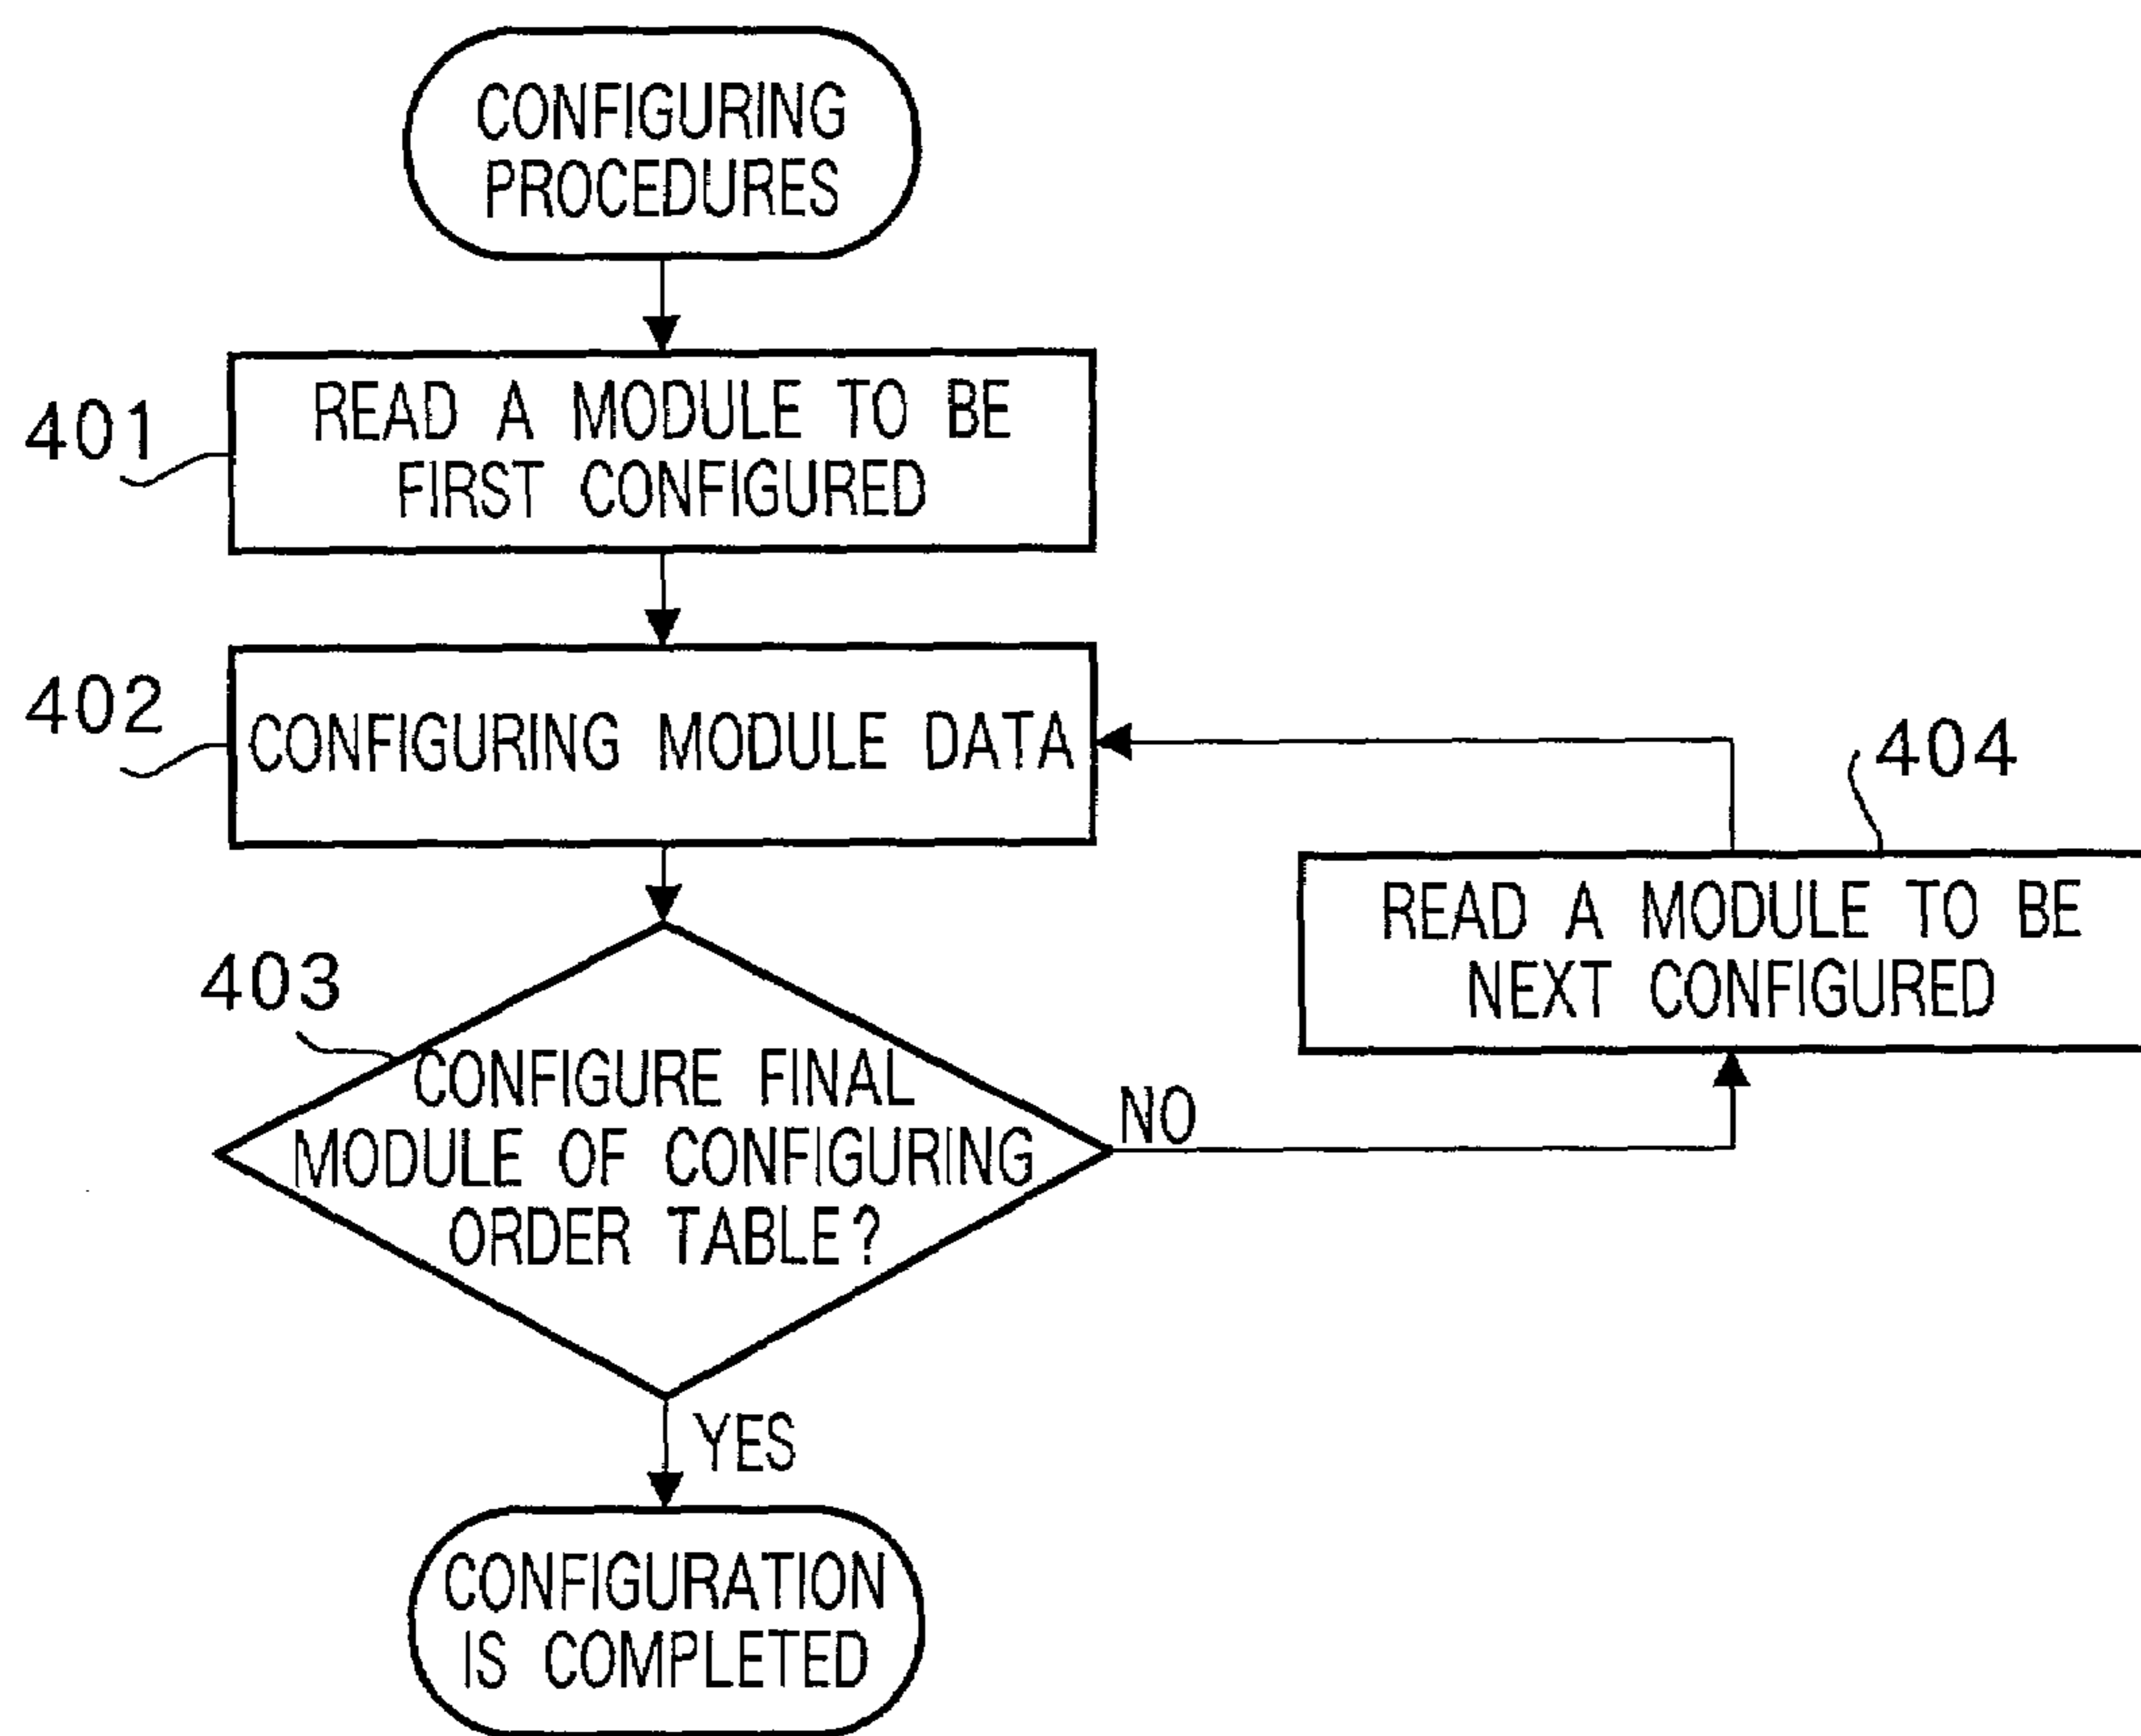 CONFIGURING
PROCEDURES
401
READ A MODULE TO BE
FIRST CONFIGURED
402
CONFIGURING MODULE DATA
404
READ A MODULE TO BE
NEXT CONFIGURED
403
CONFIGURE FINAL
MODULE OF CONFIGURING
ORDER TABLE?
NO
YES
CONFIGURATION
IS COMPLETED